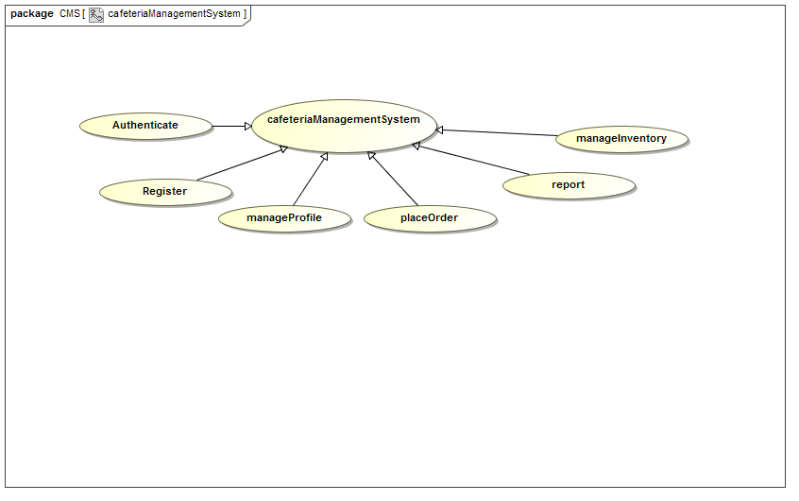 package CMS [ cafeteriaManagementSystem ]
cafeteriaManagementSystem
Authenticate
manageInventory
Register
report
manageProfile
placeOrder